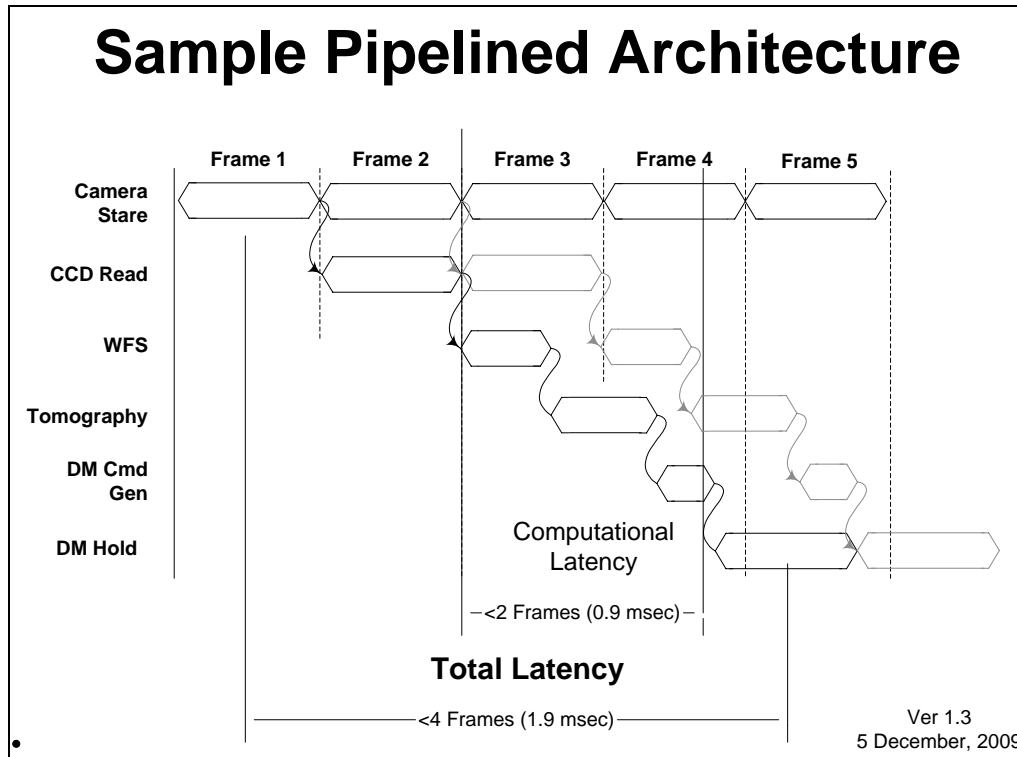 Sample Pipelined Architecture
Frame 1 Frame 2 Frame 3 Frame 4 Frame 5
Camera
Stare
CCD Read
WFS
Tomography
DM Cmd
Gen
DM Hold
Computational
Latency
<2 Frames (0.9 msec)
Total Latency
<4 Frames (1.9 msec)
Ver 1.3
5 December, 2009